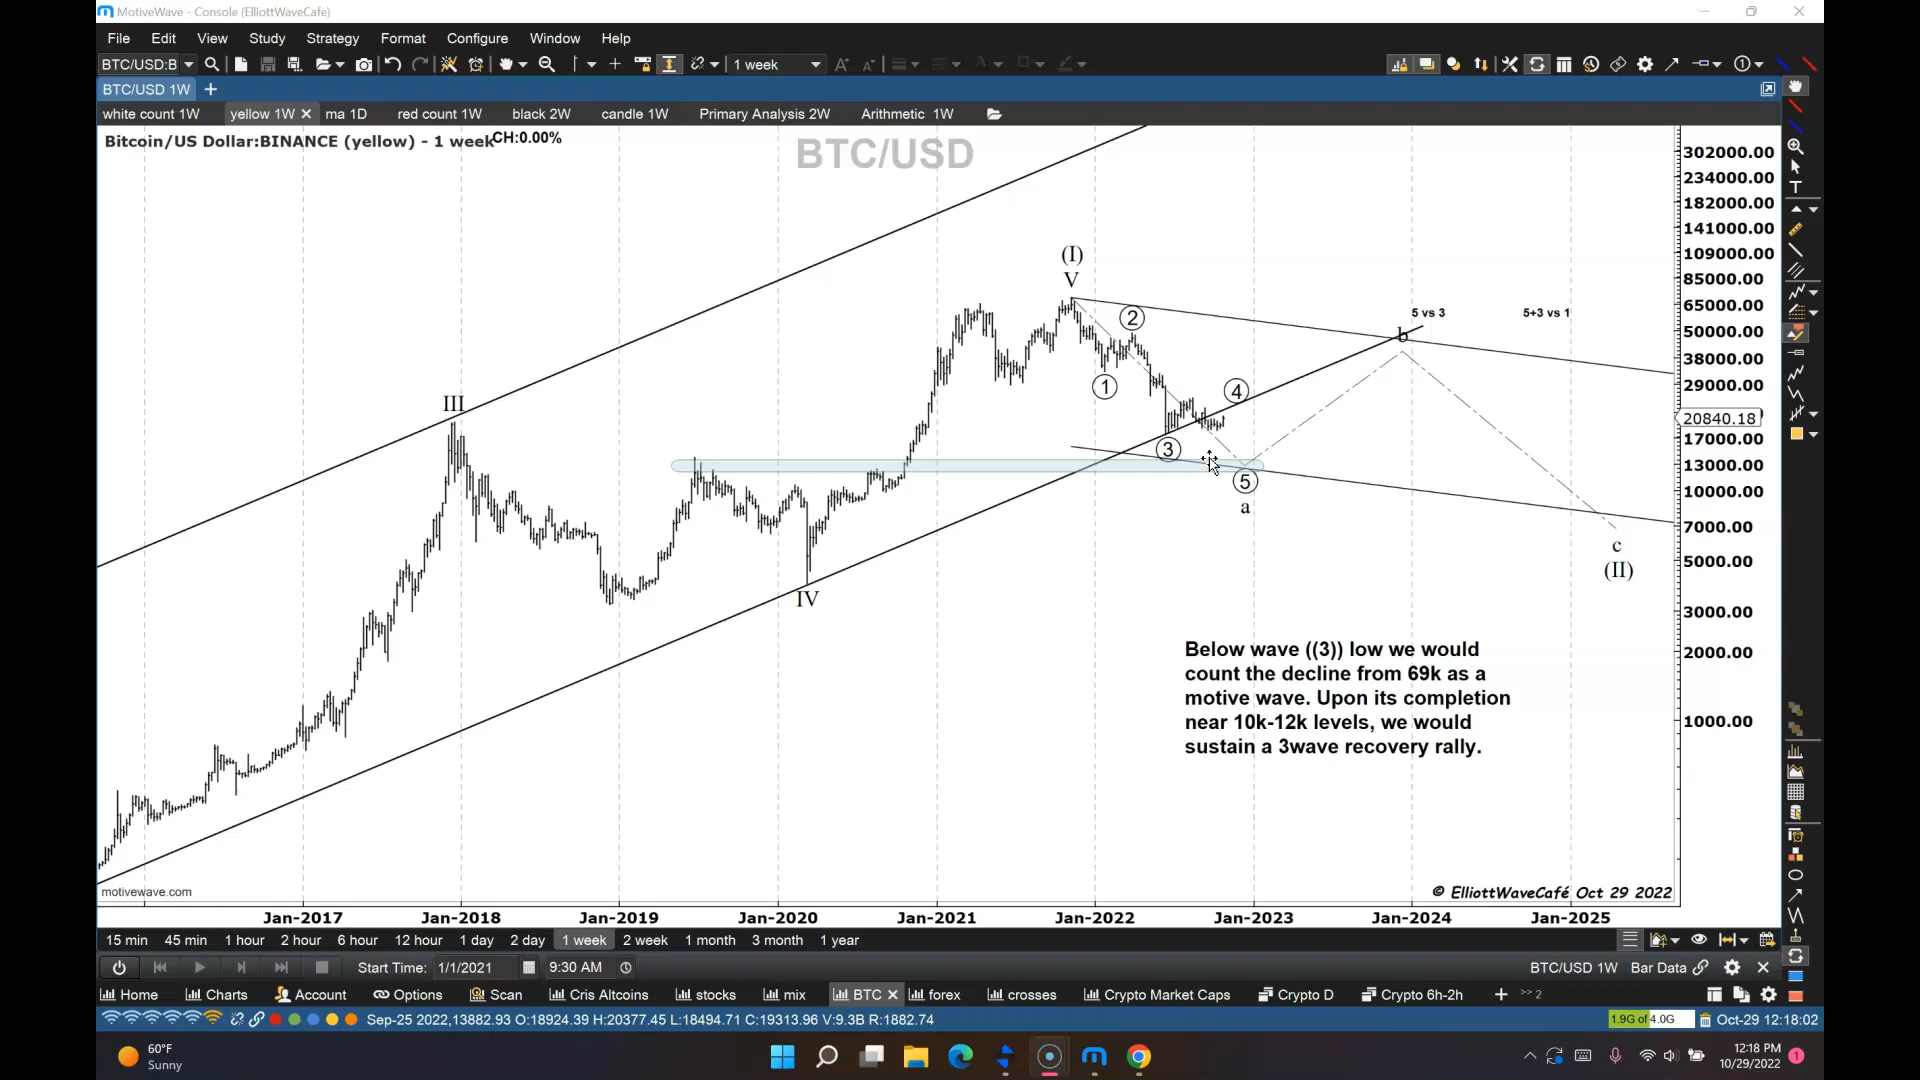 MotiveWave - Console (ElliottWaveCafe)
File Edit View Study Strategy Format Configure Window Help
BTC/USD:B 1 week
BTC/USD 1W +
white count 1W yellow 1W ma 1D red count 1W black 2W candle 1W Primary Analysis 2W Arithmetic 1W
Bitcoin/US Dollar:BINANCE (yellow) - 1 week CH:0.00%
BTC/USD
302000.00
234000.00
182000.00
141000.00
109000.00
(I)
V
85000.00
65000.00
② 5 vs 3 5+3 vs 1
50000.00
b
38000.00
①
29000.00
④
III
20840.18
17000.00
③
13000.00
⑤
10000.00
a
7000.00
c
5000.00
(II)
IV
3000.00
Below wave ((3)) low we would
count the decline from 69k as a
motive wave. Upon its completion
near 10k-12k levels, we would
sustain a 3wave recovery rally.
2000.00
1000.00
motivewave.com
© ElliottWaveCafé Oct 29 2022
Jan-2017 Jan-2018 Jan-2019 Jan-2020 Jan-2021 Jan-2022 Jan-2023 Jan-2024 Jan-2025
15 min 45 min 1 hour 2 hour 6 hour 12 hour 1 day 2 day 1 week 2 week 1 month 3 month 1 year
Start Time: 1/1/2021 9:30 AM BTC/USD 1W Bar Data
Home Charts Account Options Scan Cris Altcoins stocks mix BTC forex crosses Crypto Market Caps Crypto D Crypto 6h-2h + >> 2
Sep-25 2022,13882.93 O:18924.39 H:20377.45 L:18494.71 C:19313.96 V:9.3B R:1882.74 1.9G of 4.0G Oct-29 12:18:02
60°F
Sunny
12:18 PM
10/29/2022
1